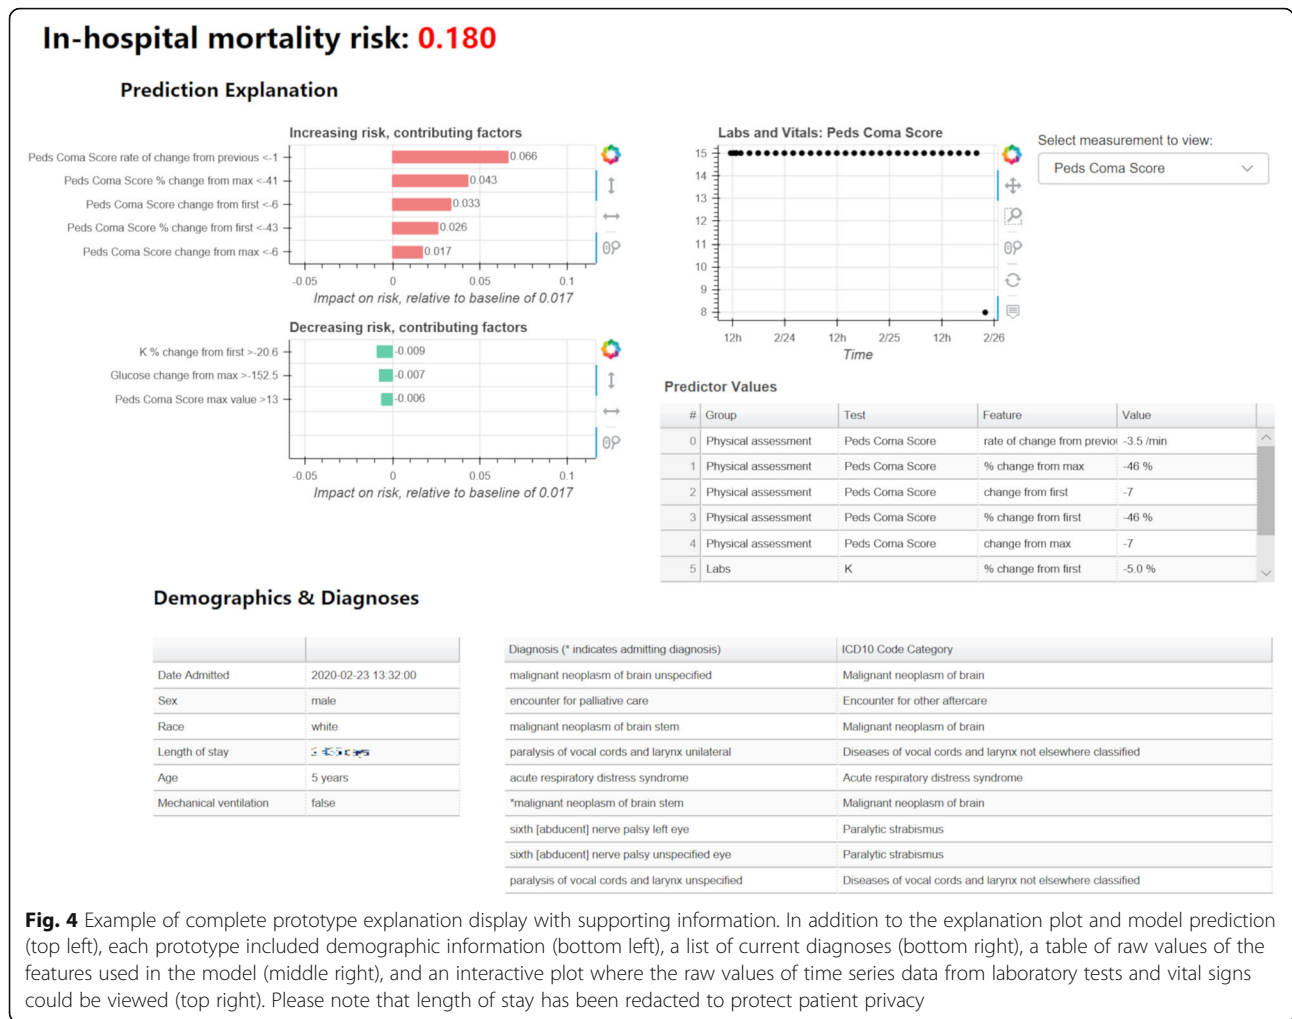 In-hospital mortality risk: 0.180
Prediction Explanation
Increasing risk, contributing factors
Peds Coma Score rate of change from previous <-1
0.066
Peds Coma Score % change from max <-41
0.043
Peds Coma Score change from first <-6
0.033
Peds Coma Score % change from first <-43
0.026
Peds Coma Score change from max <-6
0.017
-0.05 0 0.05 0.1
Impact on risk, relative to baseline of 0.017
Decreasing risk, contributing factors
K % change from first >-20.6
-0.009
Glucose change from max >-152.5
-0.007
Peds Coma Score max value >13
-0.006
-0.05 0 0.05 0.1
Impact on risk, relative to baseline of 0.017
Labs and Vitals: Peds Coma Score
15
14
13
12
11
10
9
8
12h 2/24 12h 2/25 12h 2/26
Time
Select measurement to view:
Peds Coma Score
Predictor Values
# Group Test Feature Value
0 Physical assessment Peds Coma Score rate of change from previou -3.5 /min
1 Physical assessment Peds Coma Score % change from max -46 %
2 Physical assessment Peds Coma Score change from first -7
3 Physical assessment Peds Coma Score % change from first -46 %
4 Physical assessment Peds Coma Score change from max -7
5 Labs K % change from first -5.0 %
Demographics & Diagnoses
Date Admitted 2020-02-23 13:32:00
Sex male
Race white
Length of stay
Age 5 years
Mechanical ventilation false
Diagnosis (* indicates admitting diagnosis) ICD10 Code Category
malignant neoplasm of brain unspecified Malignant neoplasm of brain
encounter for palliative care Encounter for other aftercare
malignant neoplasm of brain stem Malignant neoplasm of brain
paralysis of vocal cords and larynx unilateral Diseases of vocal cords and larynx not elsewhere classified
acute respiratory distress syndrome Acute respiratory distress syndrome
*malignant neoplasm of brain stem Malignant neoplasm of brain
sixth [abducent] nerve palsy left eye Paralytic strabismus
sixth [abducent] nerve palsy unspecified eye Paralytic strabismus
paralysis of vocal cords and larynx unspecified Diseases of vocal cords and larynx not elsewhere classified
Fig. 4 Example of complete prototype explanation display with supporting information. In addition to the explanation plot and model prediction
(top left), each prototype included demographic information (bottom left), a list of current diagnoses (bottom right), a table of raw values of the
features used in the model (middle right), and an interactive plot where the raw values of time series data from laboratory tests and vital signs
could be viewed (top right). Please note that length of stay has been redacted to protect patient privacy